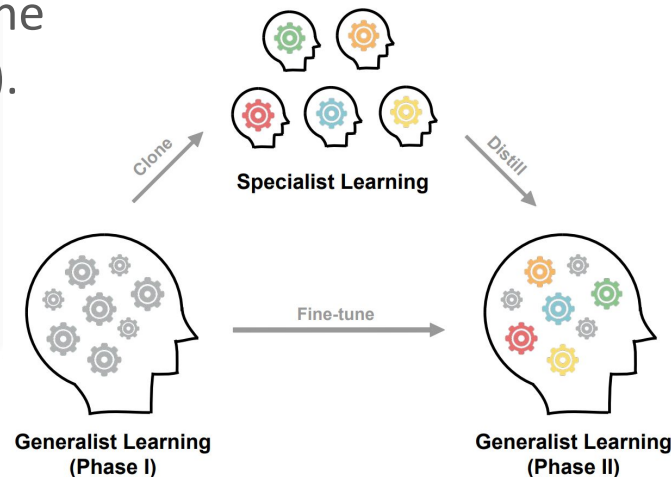 ).
Clone
Distill
Specialist Learning
Fine-tune
Generalist Learning
(Phase I)
Generalist Learning
(Phase II)